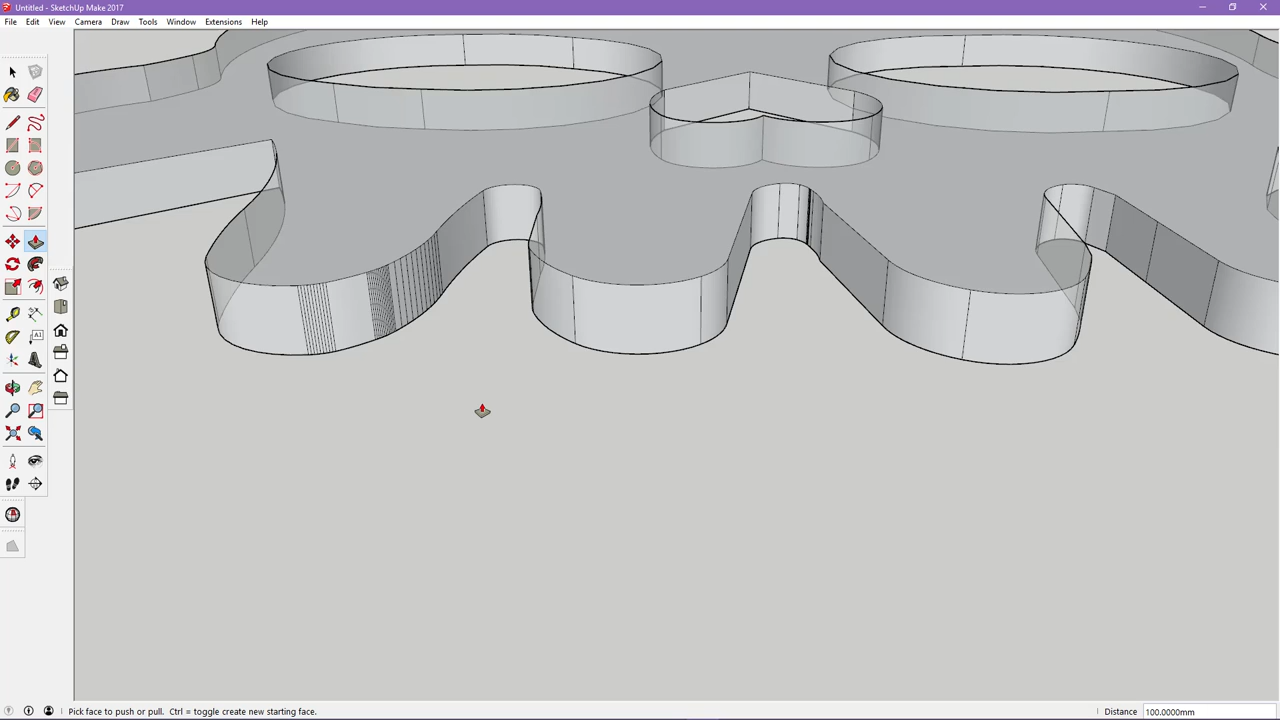 Untitled - SketchUp Make 2017
File Edit View Camera Draw Tools Window Extensions Help
Pick face to push or pull. Ctrl = toggle create new starting face.
Distance 100.0000mm